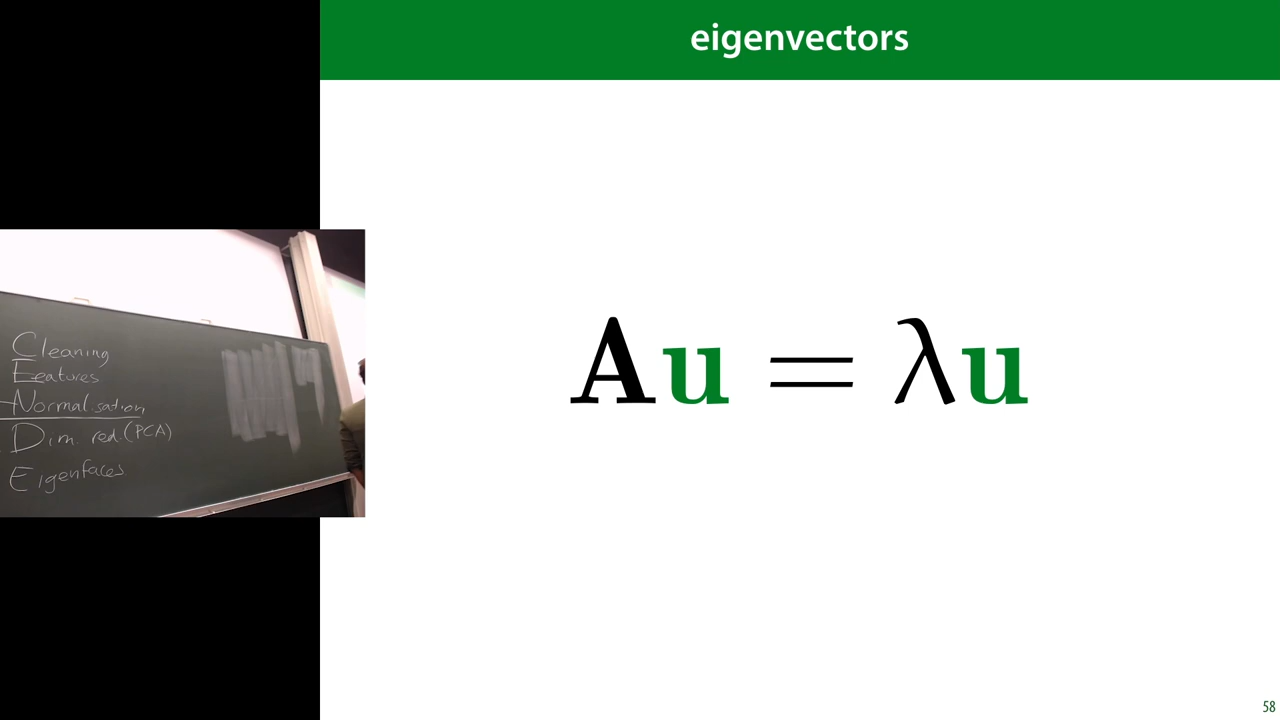 eigenvectors
Cleaning
Features
Normalisation
Dim. red. (PCA)
Eigenfaces
Au = λu
58